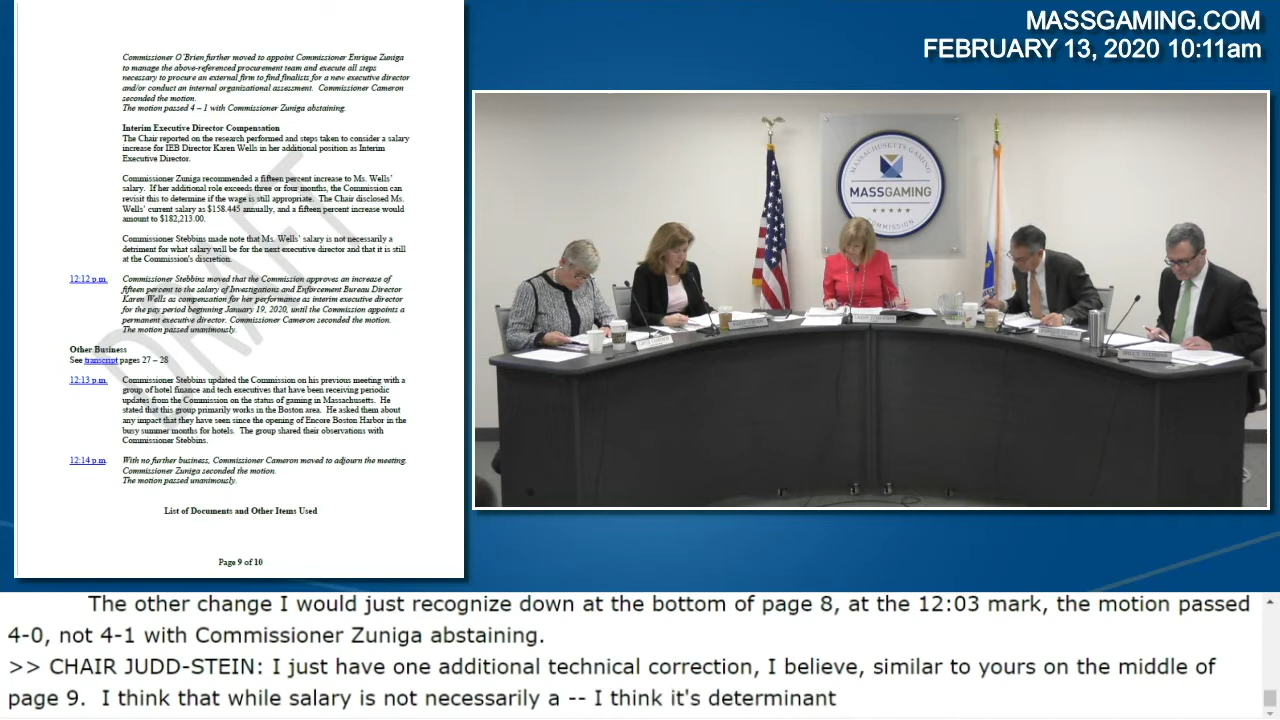 MASSGAMING.COM
FEBRUARY 13, 2020 10:11am
Commissioner O'Brien further moved to appoint Commissioner Enrique Zuniga
to manage the above-referenced procurement team and execute all steps
necessary to procure an external firm to find finalists for a new executive director
and/or conduct an internal organizational assessment. Commissioner Cameron
seconded the motion.
The motion passed 4 – 1 with Commissioner Zuniga abstaining.
Interim Executive Director Compensation
The Chair reported on the research performed and steps taken to consider a salary
increase for IEB Director Karen Wells in her additional position as Interim
Executive Director.
Commissioner Zuniga recommended a fifteen percent increase to Ms. Wells'
salary. If her additional role exceeds three or four months, the Commission can
revisit this to determine if the wage is still appropriate. The Chair disclosed Ms.
Wells' current salary as $158.445 annually, and a fifteen percent increase would
amount to $182,213.00.
Commissioner Stebbins made note that Ms. Wells' salary is not necessarily a
detriment for what salary will be for the next executive director and that it is still
at the Commission's discretion.
12:12 p.m. Commissioner Stebbins moved that the Commission approves an increase of
fifteen percent to the salary of Investigations and Enforcement Bureau Director
Karen Wells as compensation for her performance as interim executive director
for the pay period beginning January 19, 2020, until the Commission appoints a
permanent executive director. Commissioner Cameron seconded the motion.
The motion passed unanimously.
Other Business
See transcript pages 27 – 28
12:13 p.m. Commissioner Stebbins updated the Commission on his previous meeting with a
group of hotel finance and tech executives that have been receiving periodic
updates from the Commission on the status of gaming in Massachusetts. He
stated that this group primarily works in the Boston area. He asked them about
any impact that they have seen since the opening of Encore Boston Harbor in the
busy summer months for hotels. The group shared their observations with
Commissioner Stebbins.
12:14 p.m. With no further business, Commissioner Cameron moved to adjourn the meeting.
Commissioner Zuniga seconded the motion.
The motion passed unanimously.
List of Documents and Other Items Used
Page 9 of 10
DRAFT
MASSACHUSETTS GAMING
MASSGAMING
COMMISSION
BRUCE STEBBINS
The other change I would just recognize down at the bottom of page 8, at the 12:03 mark, the motion passed
4-0, not 4-1 with Commissioner Zuniga abstaining.
>> CHAIR JUDD-STEIN: I just have one additional technical correction, I believe, similar to yours on the middle of
page 9. I think that while salary is not necessarily a -- I think it's determinant